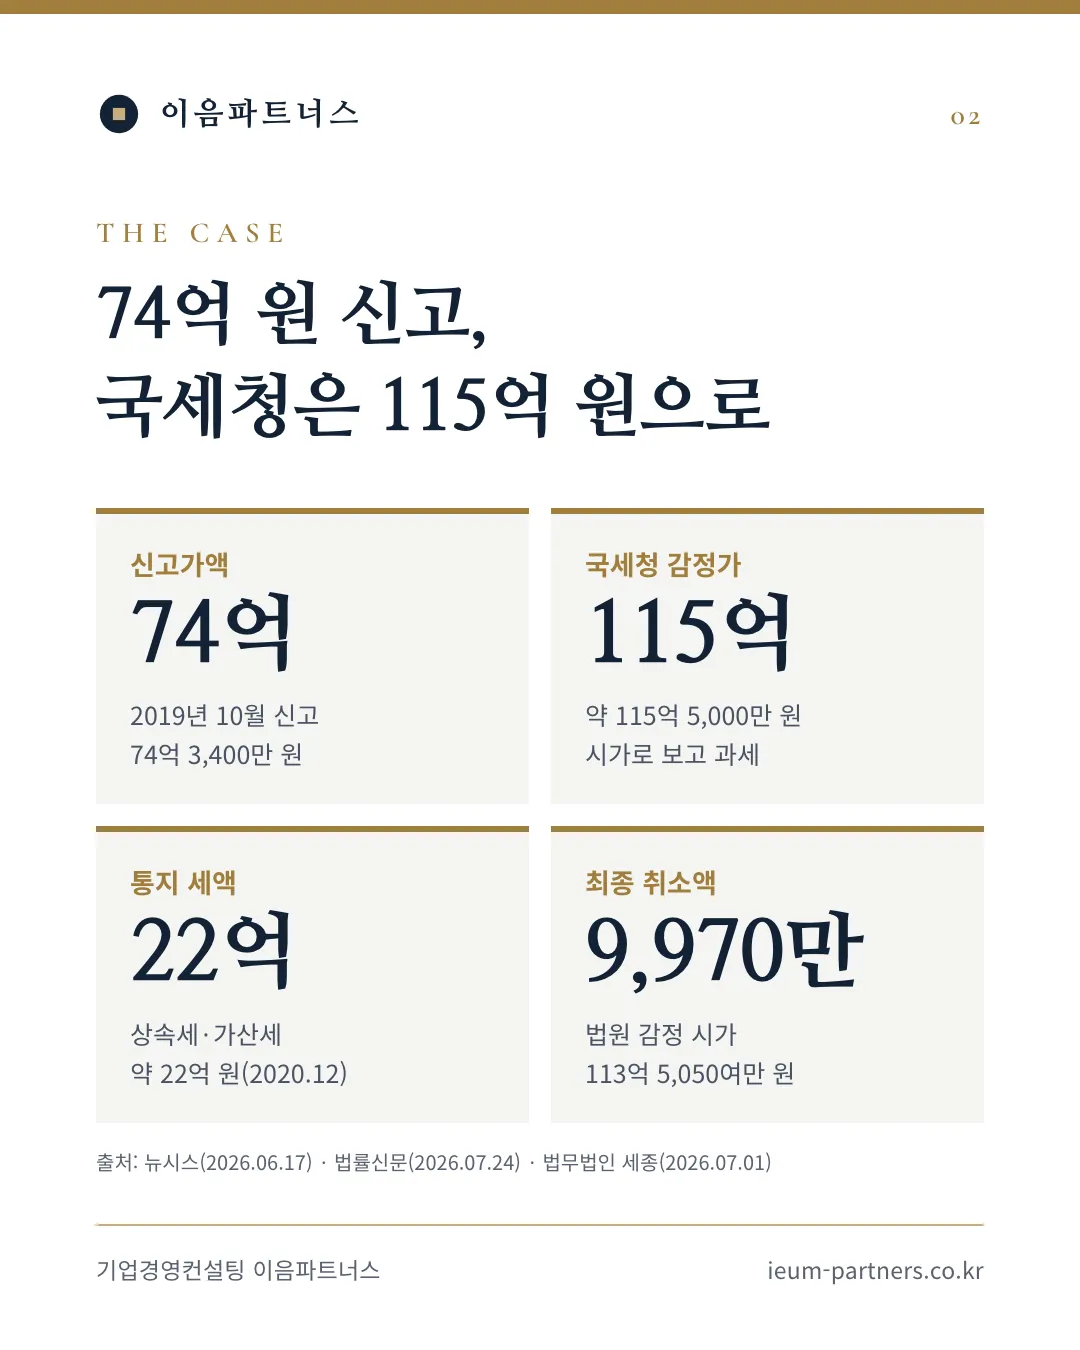 이음파트너스
02
THE CASE
74억 원 신고,
국세청은 115억 원으로
신고가액
74억
2019년 10월 신고
74억 3,400만 원
국세청 감정가
115억
약 115억 5,000만 원
시가로 보고 과세
통지 세액
22억
상속세·가산세
약 22억 원(2020.12)
최종 취소액
9,970만
법원 감정 시가
113억 5,050여만 원
출처: 뉴시스(2026.06.17) · 법률신문(2026.07.24) · 법무법인 세종(2026.07.01)
기업경영컨설팅 이음파트너스
ieum-partners.co.kr